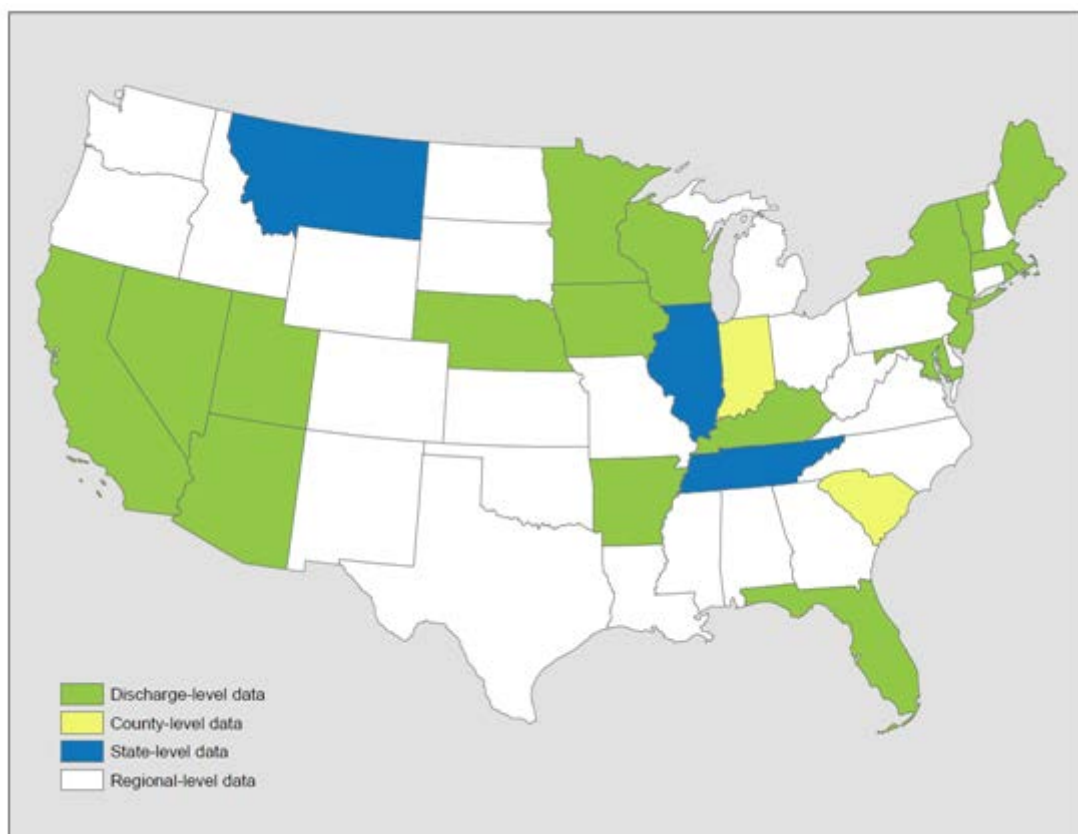 Discharge-level data
County-level data
State-level data
Regional-level data